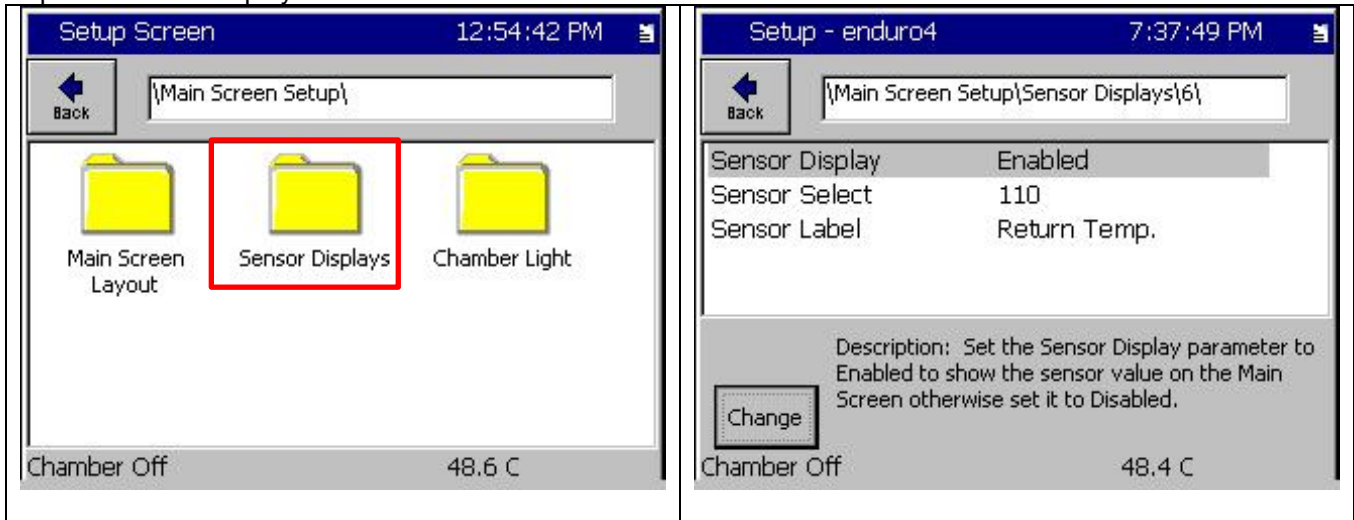 Setup Screen 12:54:42 PM
Back \Main Screen Setup\
Main Screen Layout
Sensor Displays
Chamber Light
Chamber Off 48.6 C
Setup - enduro4 7:37:49 PM
Back \Main Screen Setup\Sensor Displays\6\
Sensor Display Enabled
Sensor Select 110
Sensor Label Return Temp.
Description: Set the Sensor Display parameter to
Enabled to show the sensor value on the Main
Screen otherwise set it to Disabled.
Change
Chamber Off 48.4 C